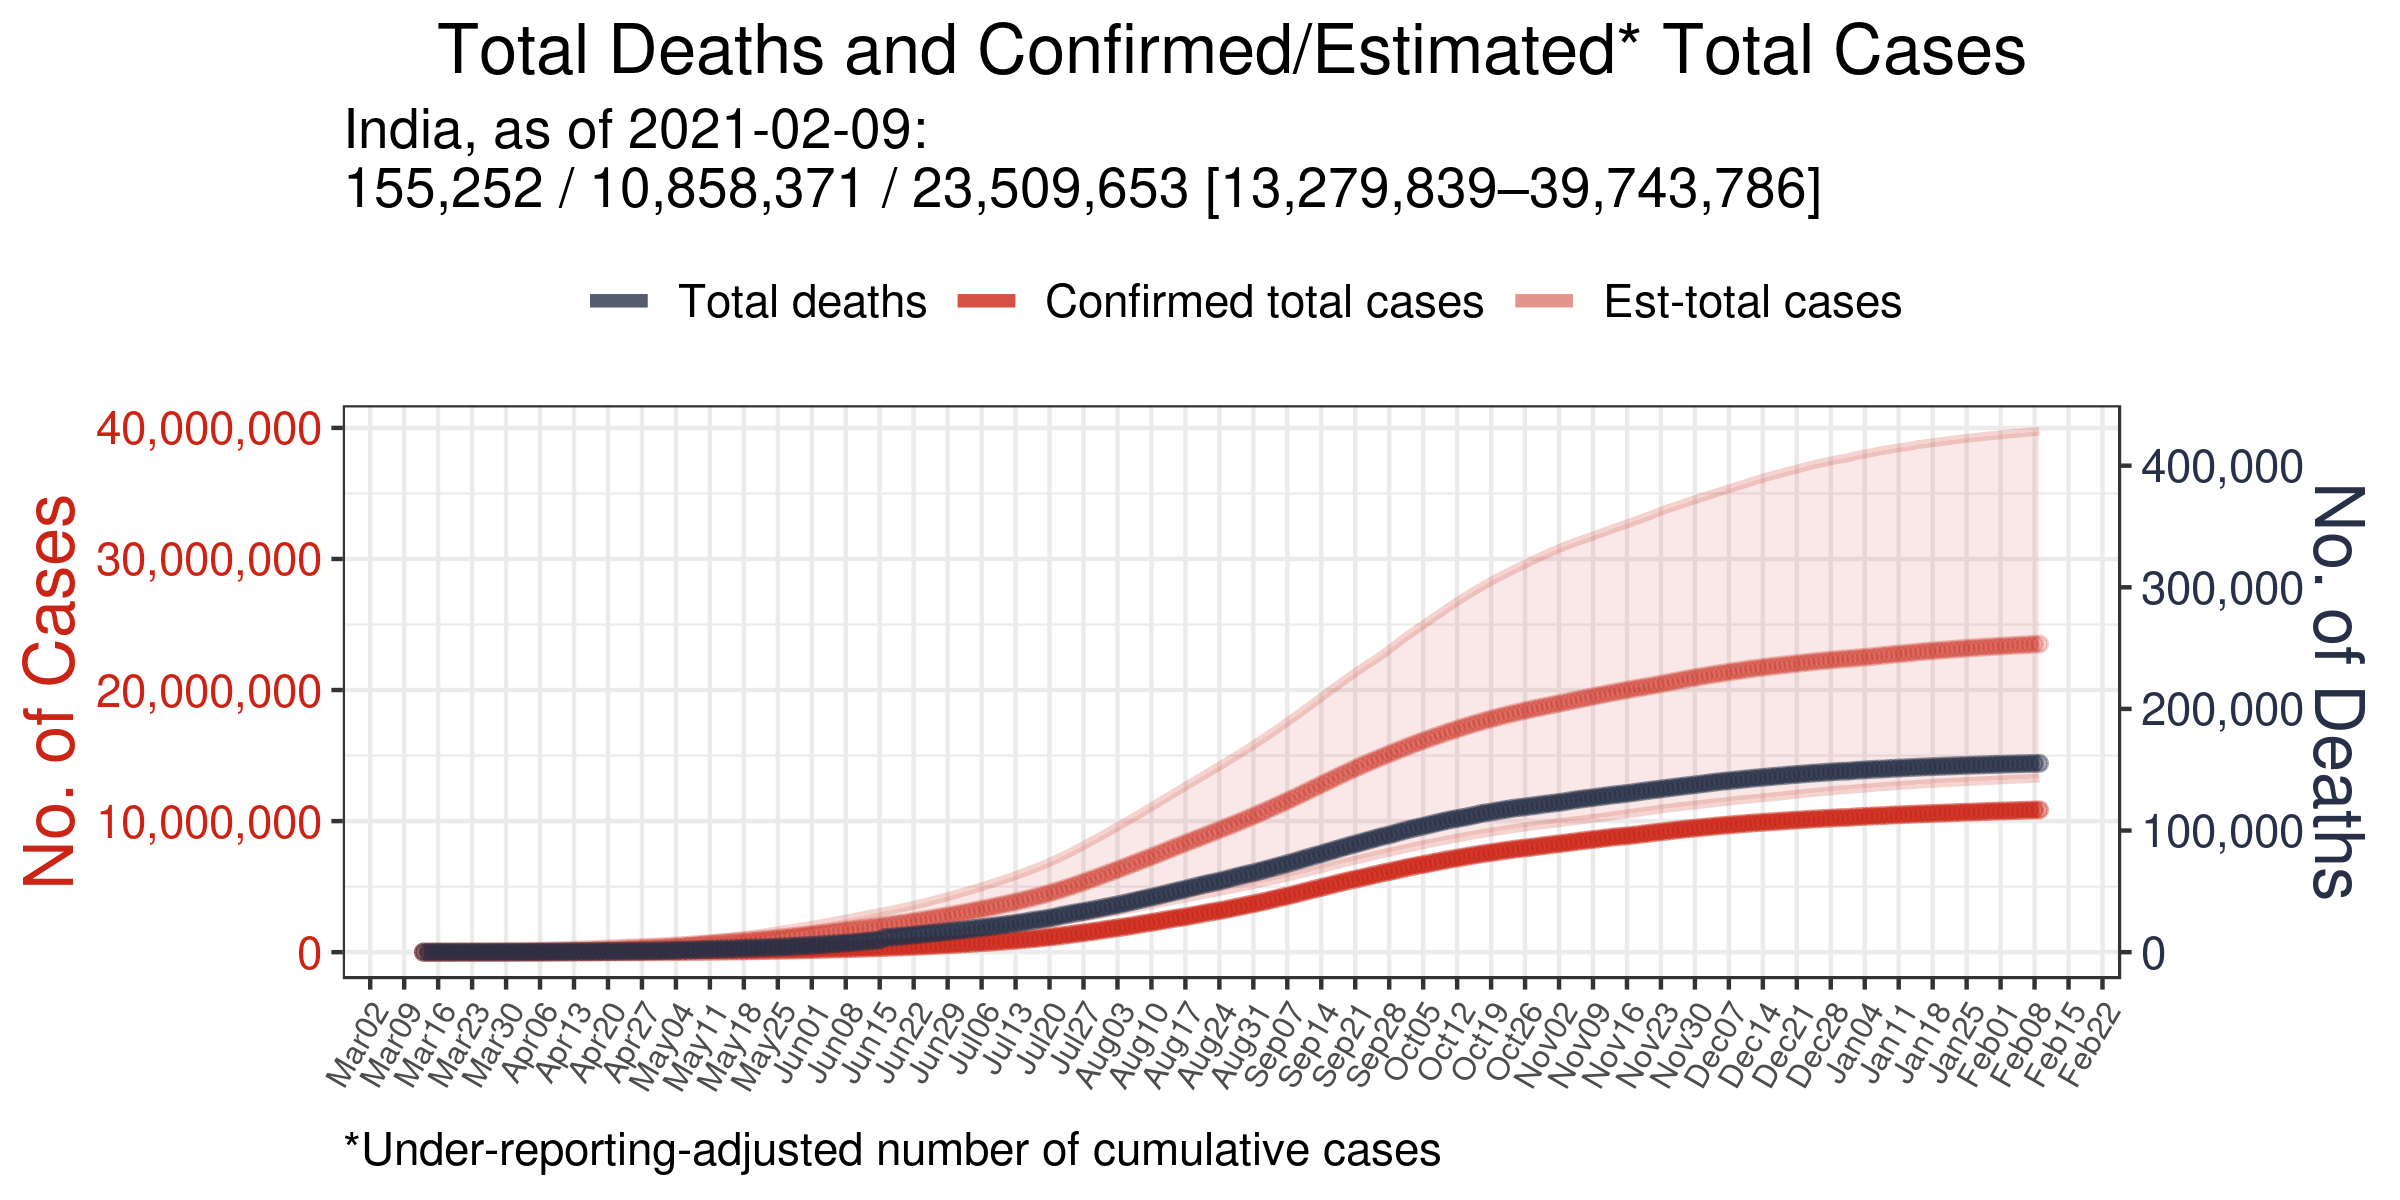 Total Deaths and Confirmed/Estimated* Total Cases
India, as of 2021-02-09:
155,252 / 10,858,371 / 23,509,653 [13,279,839–39,743,786]
Total deaths
Confirmed total cases
Est-total cases
No. of Cases
40,000,000
30,000,000
20,000,000
10,000,000
0
400,000
300,000
200,000
100,000
0
No. of Deaths
Mar02
Mar09
Mar16
Mar23
Mar30
Apr06
Apr13
Apr20
Apr27
May04
May11
May18
May25
Jun01
Jun08
Jun15
Jun22
Jun29
Jul06
Jul13
Jul20
Jul27
Aug03
Aug10
Aug17
Aug24
Aug31
Sep07
Sep14
Sep21
Sep28
Oct05
Oct12
Oct19
Oct26
Nov02
Nov09
Nov16
Nov23
Nov30
Dec07
Dec14
Dec21
Dec28
Jan04
Jan11
Jan18
Jan25
Feb01
Feb08
Feb15
Feb22
*Under-reporting-adjusted number of cumulative cases